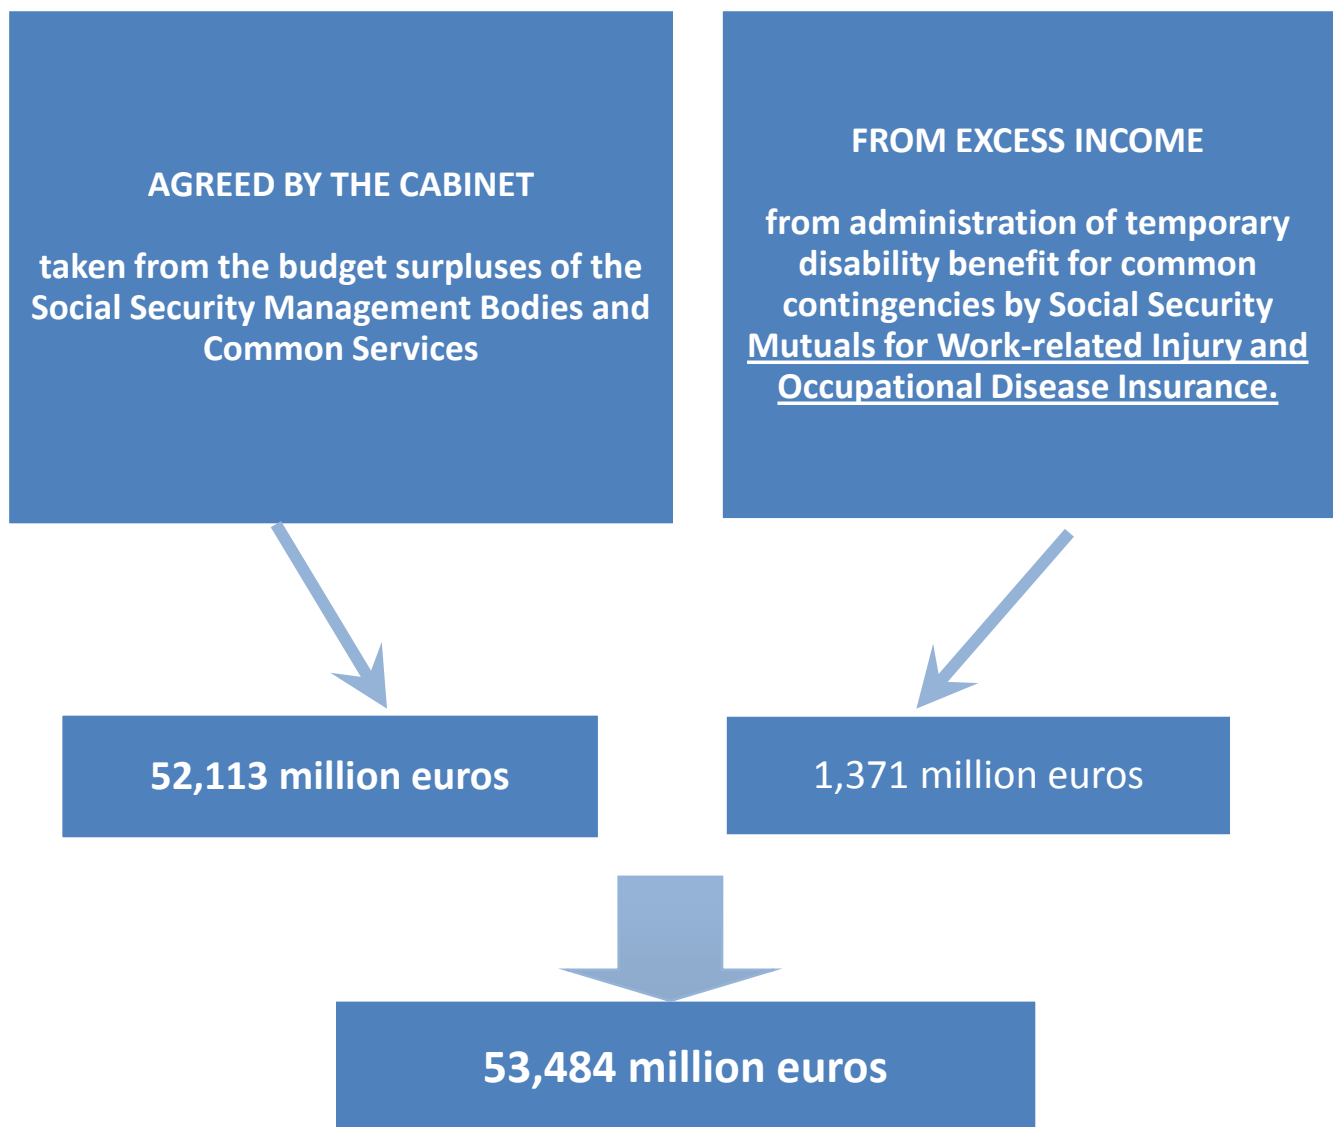 AGREED BY THE CABINET
taken from the budget surpluses of the
Social Security Management Bodies and
Common Services
FROM EXCESS INCOME
from administration of temporary
disability benefit for common
contingencies by Social Security
Mutuals for Work-related Injury and
Occupational Disease Insurance.
52,113 million euros
1,371 million euros
53,484 million euros